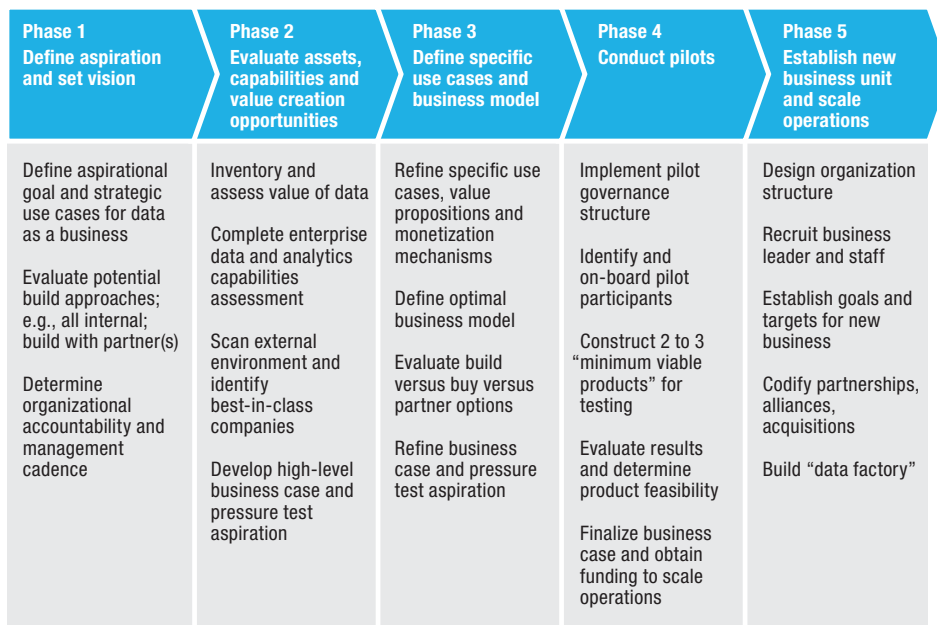 Phase 1
Define aspiration
and set vision
Phase 2
Evaluate assets,
capabilities and
value creation
opportunities
Phase 3
Define specific
use cases and
business model
Phase 4
Conduct pilots
Phase 5
Establish new
business unit
and scale
operations
Define aspirational
goal and strategic
use cases for data
as a business
Evaluate potential
build approaches;
e.g., all internal;
build with partner(s)
Determine
organizational
accountability and
management
cadence
Inventory and
assess value of data
Complete enterprise
data and analytics
capabilities
assessment
Scan external
environment and
identify
best-in-class
companies
Develop high-level
business case and
pressure test
aspiration
Refine specific use
cases, value
propositions and
monetization
mechanisms
Define optimal
business model
Evaluate build
versus buy versus
partner options
Refine business
case and pressure
test aspiration
Implement pilot
governance
structure
Identify and
on-board pilot
participants
Construct 2 to 3
“minimum viable
products” for
testing
Evaluate results
and determine
product feasibility
Finalize business
case and obtain
funding to scale
operations
Design organization
structure
Recruit business
leader and staff
Establish goals and
targets for new
business
Codify partnerships,
alliances,
acquisitions
Build “data factory”